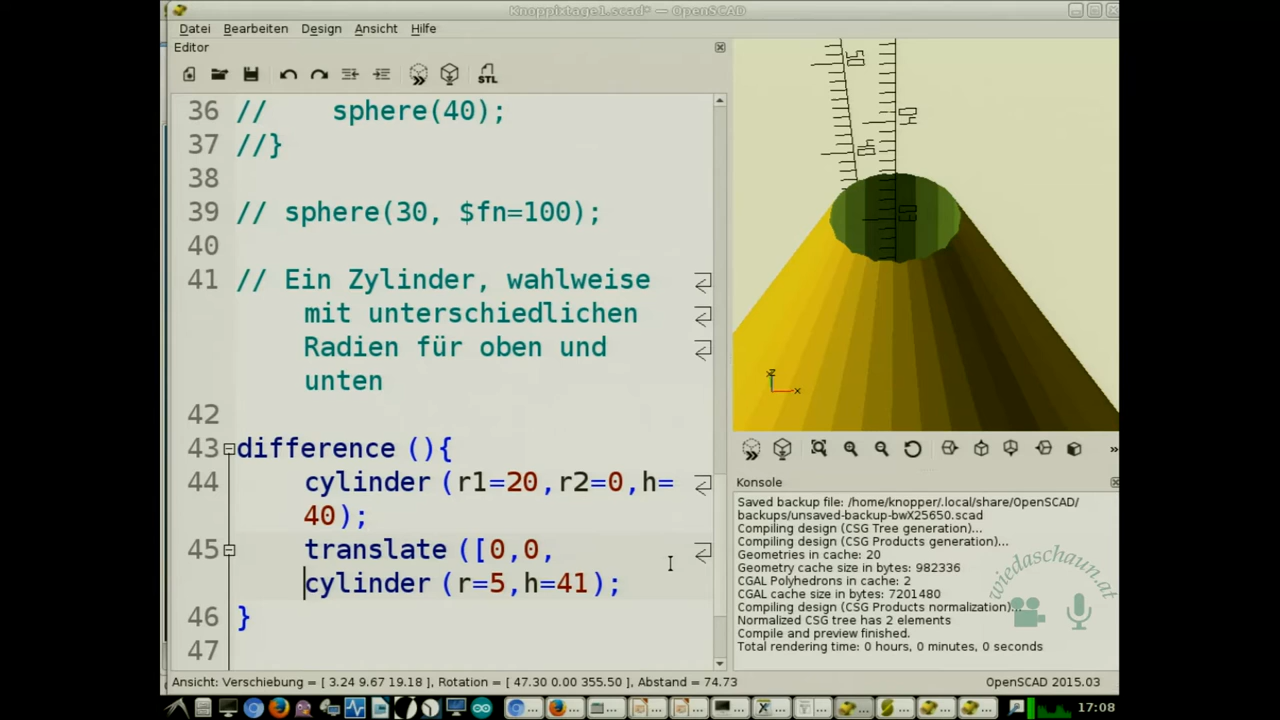 Knoppixtage1.scad* — OpenSCAD
Datei Bearbeiten Design Ansicht Hilfe
Editor
STL
36 // sphere(40);
37 //}
38
39 // sphere(30, $fn=100);
40
41 // Ein Zylinder, wahlweise
mit unterschiedlichen
Radien für oben und
unten
42
43 difference (){
44 cylinder (r1=20,r2=0,h=
40);
45 translate ([0,0,
cylinder (r=5,h=41);
46 }
47
Z
x
»
Konsole
Saved backup file: /home/knopper/.local/share/OpenSCAD/
backups/unsaved-backup-bwX25650.scad
Compiling design (CSG Tree generation)...
Compiling design (CSG Products generation)...
Geometries in cache: 20
Geometry cache size in bytes: 982336
CGAL Polyhedrons in cache: 2
CGAL cache size in bytes: 7201480
Compiling design (CSG Products normalization)...
Normalized CSG tree has 2 elements
Compile and preview finished.
Total rendering time: 0 hours, 0 minutes, 0 seconds
wiedaschaun.at
Ansicht: Verschiebung = [ 3.24 9.67 19.18 ], Rotation = [ 47.30 0.00 355.50 ], Abstand = 74.73
OpenSCAD 2015.03
17:08